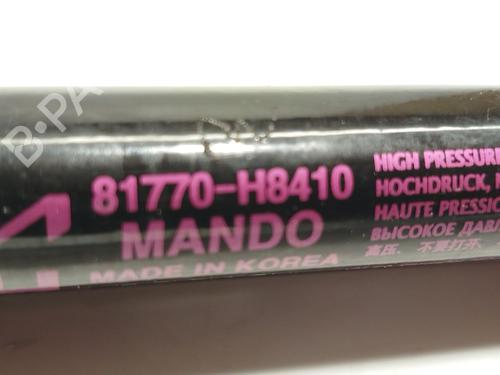 B-PA
81770-H8410
MANDO
MADE IN KOREA
HIGH PRESSURE
HOCHDRUCK,
HAUTE PRESSIO
ВЫСОКОЕ ДАВЛ
高压. 不要打开.